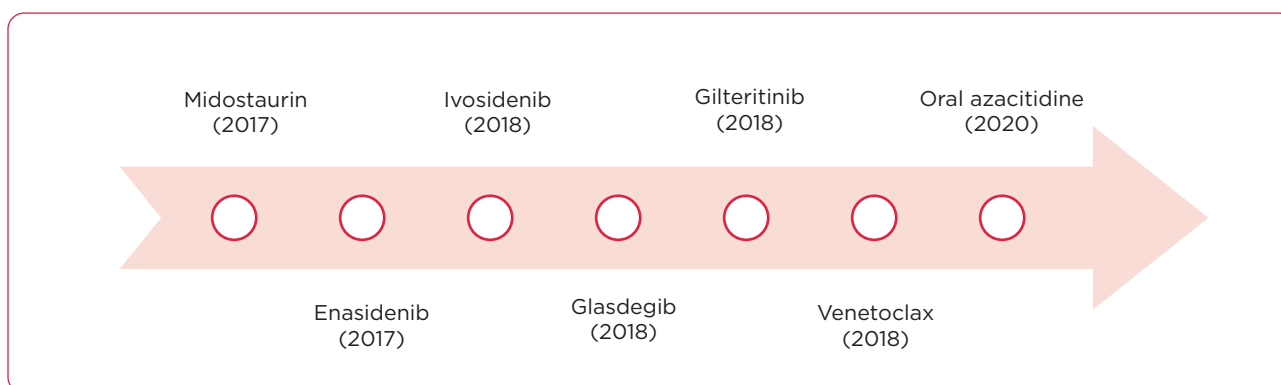 Midostaurin
(2017)
Ivosidenib
(2018)
Gilteritinib
(2018)
Oral azacitidine
(2020)
Enasidenib
(2017)
Glasdegib
(2018)
Venetoclax
(2018)